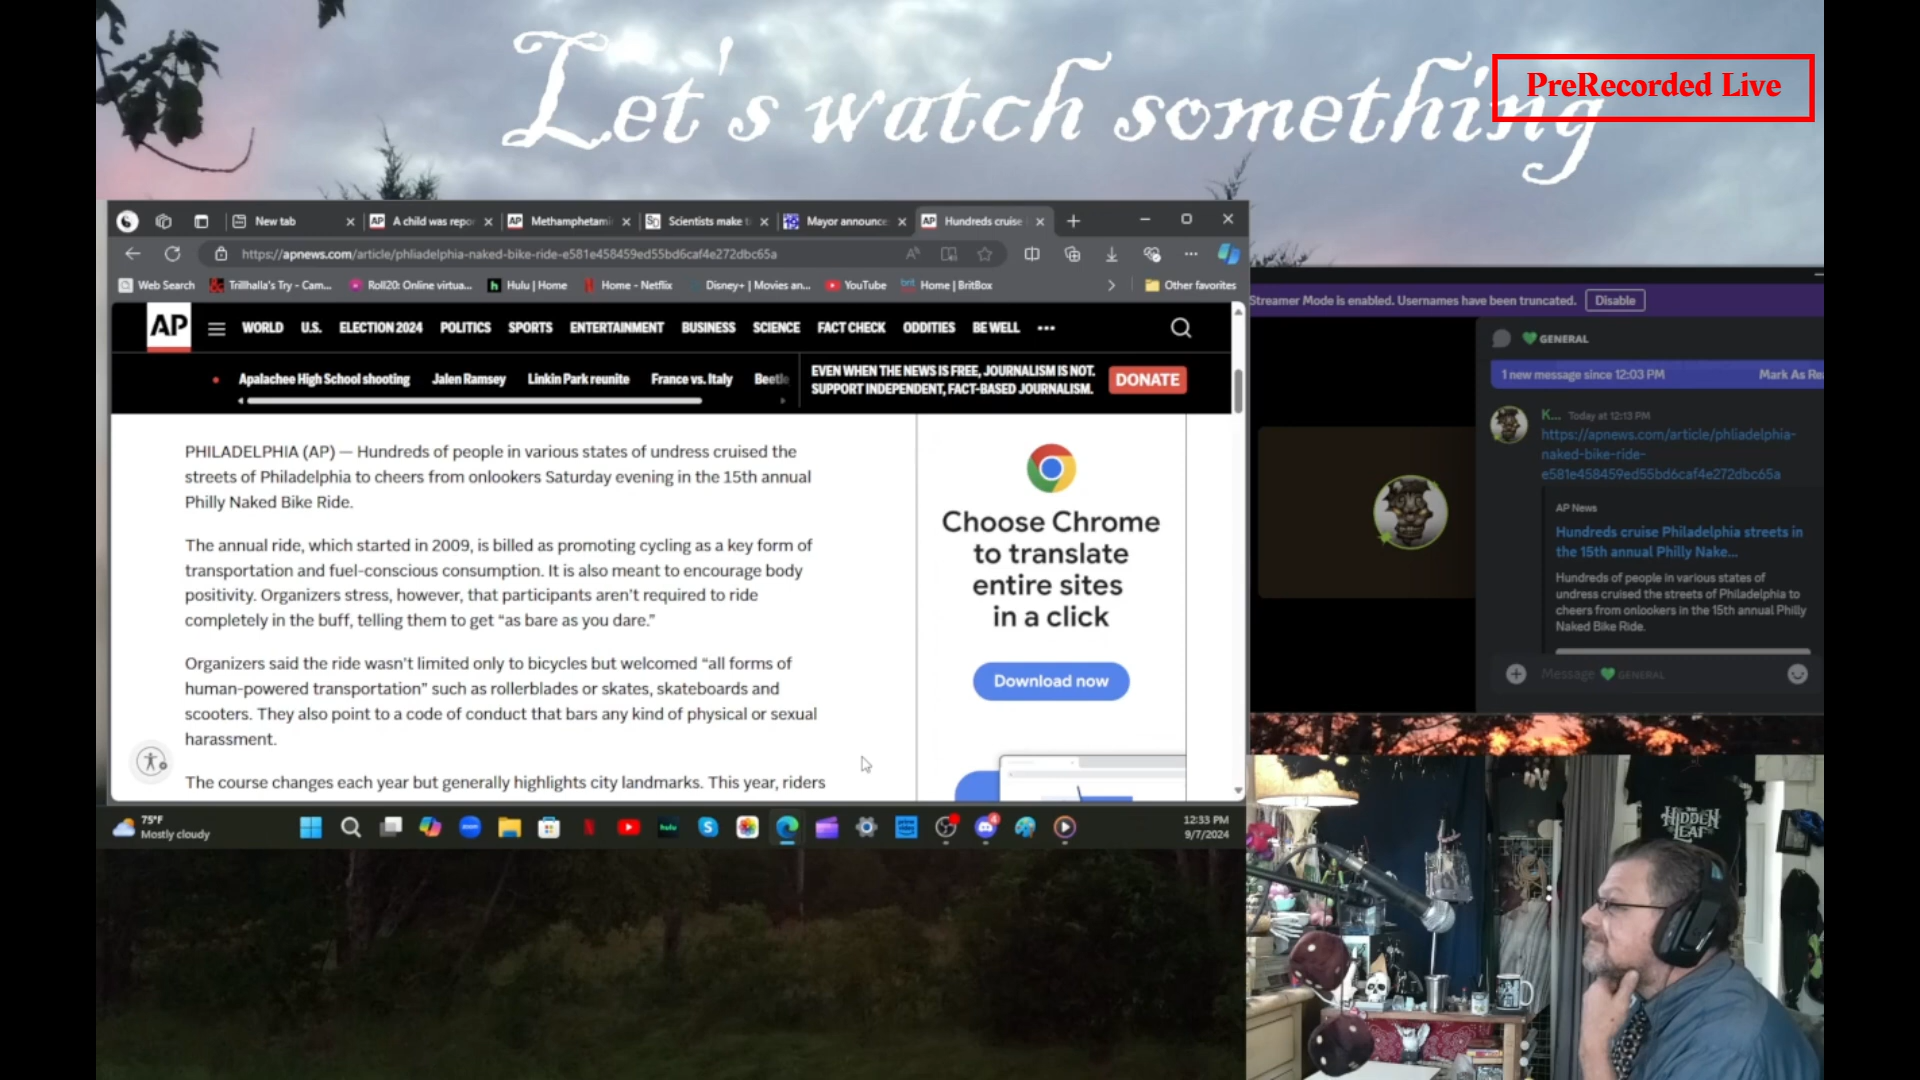 Let's watch something
PreRecorded Live
New tab
A child was repo
Methamphetami
Scientists make t
Mayor announce
Hundreds cruise
https://apnews.com/article/phliadelphia-naked-bike-ride-e581e458459ed55bd6caf4e272dbc65a
Web Search
Trillhalla's Try - Cam...
Roll20: Online virtua...
Hulu | Home
Home - Netflix
Disney+ | Movies an...
YouTube
Home | BritBox
Other favorites
AP
WORLD U.S. ELECTION 2024 POLITICS SPORTS ENTERTAINMENT BUSINESS SCIENCE FACT CHECK ODDITIES BE WELL
Apalachee High School shooting Jalen Ramsey Linkin Park reunite France vs. Italy Beetle
EVEN WHEN THE NEWS IS FREE, JOURNALISM IS NOT.
SUPPORT INDEPENDENT, FACT-BASED JOURNALISM.
DONATE
PHILADELPHIA (AP) — Hundreds of people in various states of undress cruised the
streets of Philadelphia to cheers from onlookers Saturday evening in the 15th annual
Philly Naked Bike Ride.
The annual ride, which started in 2009, is billed as promoting cycling as a key form of
transportation and fuel-conscious consumption. It is also meant to encourage body
positivity. Organizers stress, however, that participants aren't required to ride
completely in the buff, telling them to get “as bare as you dare.”
Organizers said the ride wasn't limited only to bicycles but welcomed “all forms of
human-powered transportation” such as rollerblades or skates, skateboards and
scooters. They also point to a code of conduct that bars any kind of physical or sexual
harassment.
The course changes each year but generally highlights city landmarks. This year, riders
Choose Chrome
to translate
entire sites
in a click
Download now
75°F
Mostly cloudy
hulu
zoom
prime video
4
12:33 PM
9/7/2024
Streamer Mode is enabled. Usernames have been truncated.
Disable
GENERAL
1 new message since 12:03 PM
Mark As Re
K... Today at 12:13 PM
https://apnews.com/article/phliadelphia-
naked-bike-ride-
e581e458459ed55bd6caf4e272dbc65a
AP News
Hundreds cruise Philadelphia streets in
the 15th annual Philly Nake...
Hundreds of people in various states of
undress cruised the streets of Philadelphia to
cheers from onlookers in the 15th annual Philly
Naked Bike Ride.
Message GENERAL
THE
HIDDEN
LEAF